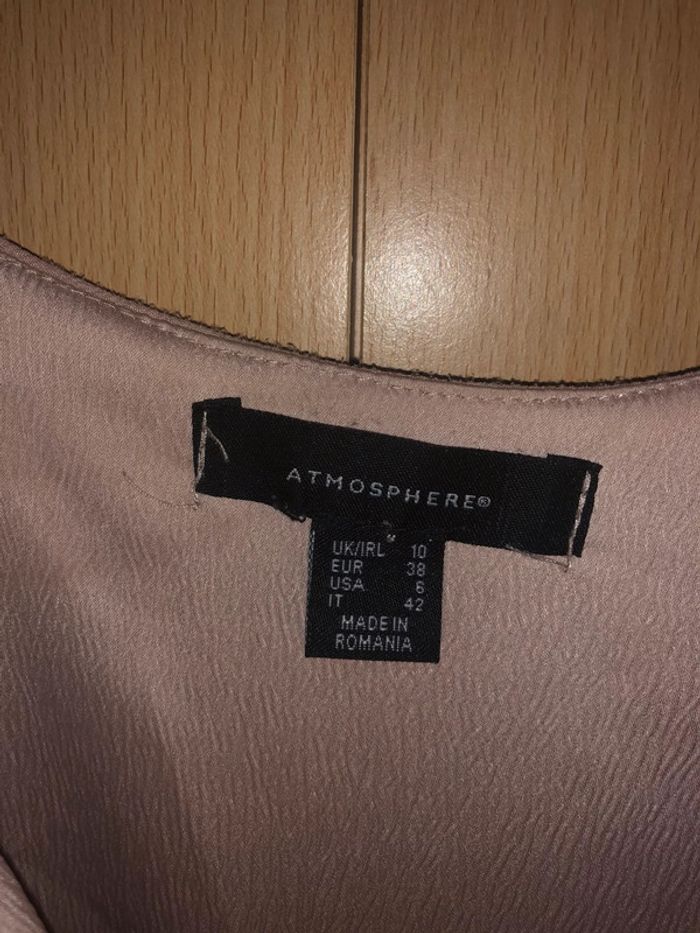 ATMOSPHERE®
UK/IRL 10
EUR 38
USA 6
IT 42
MADE IN
ROMANIA